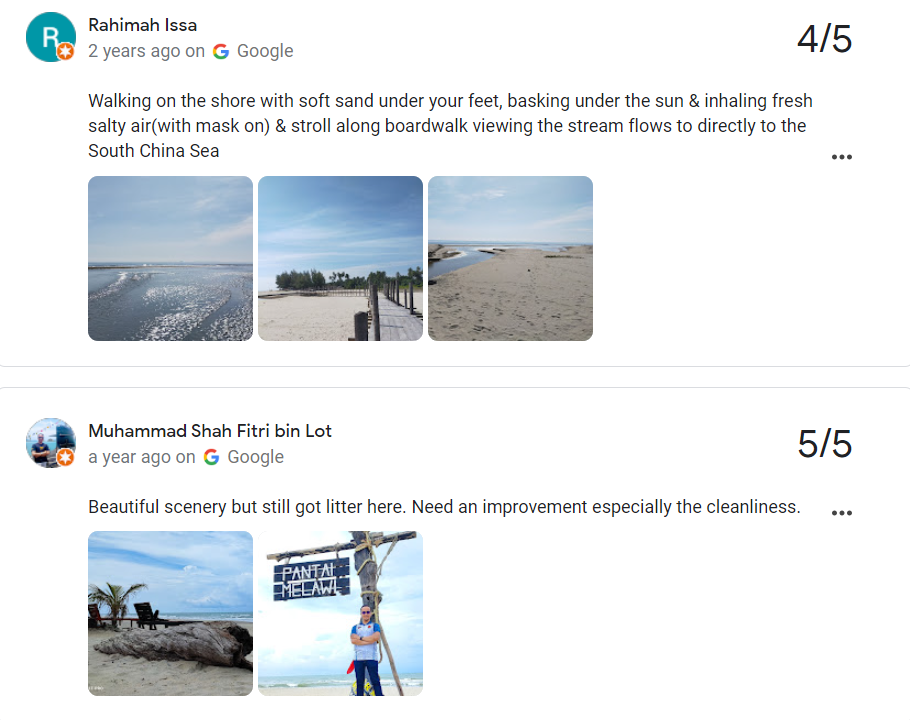 R
Rahimah Issa
4/5
2 years ago on Google
Walking on the shore with soft sand under your feet, basking under the sun & inhaling fresh
salty air(with mask on) & stroll along boardwalk viewing the stream flows to directly to the
South China Sea
Muhammad Shah Fitri bin Lot
5/5
a year ago on Google
Beautiful scenery but still got litter here. Need an improvement especially the cleanliness.
PANTAI
MELAWI